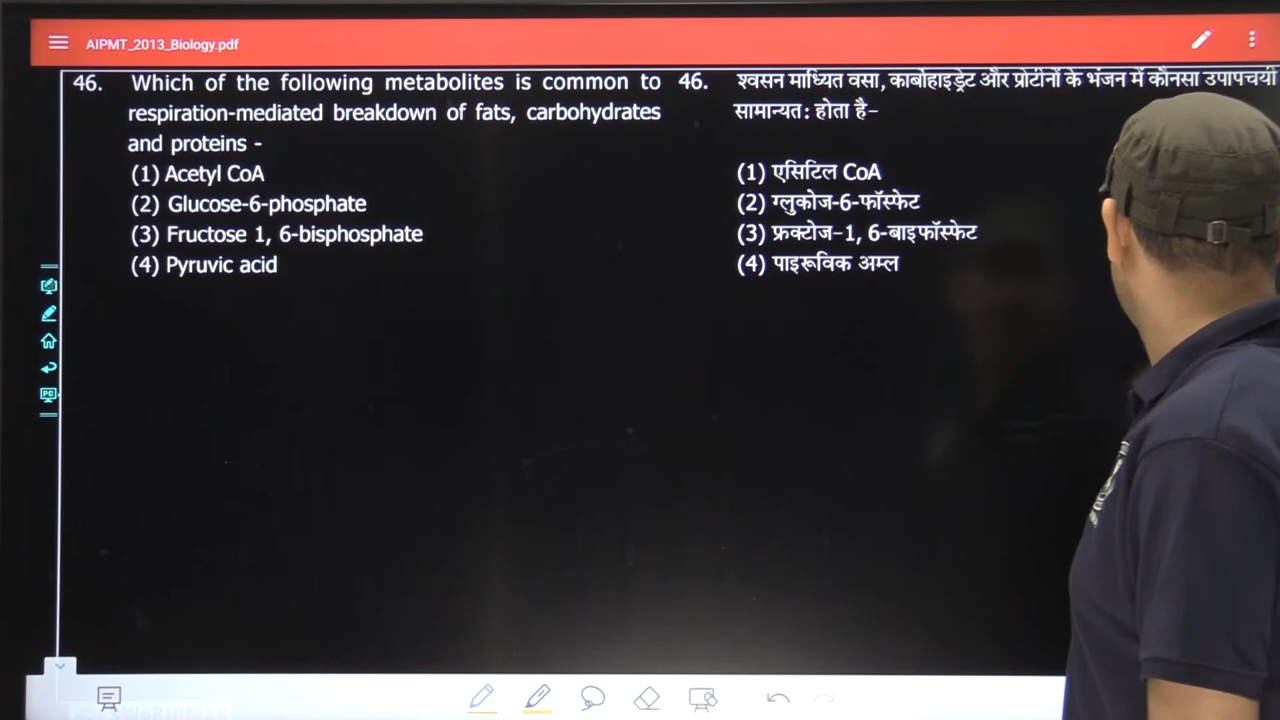 AIPMT_2013_Biology.pdf
46. Which of the following metabolites is common to
respiration-mediated breakdown of fats, carbohydrates
and proteins -
(1) Acetyl CoA
(2) Glucose-6-phosphate
(3) Fructose 1, 6-bisphosphate
(4) Pyruvic acid
46. श्वसन माध्यित वसा, कार्बोहाइड्रेट और प्रोटीनों के भंजन में कौनसा उपापचयी
सामान्यत: होता है-
(1) एसिटिल CoA
(2) ग्लुकोज-6-फॉस्फेट
(3) फ्रक्टोज-1, 6-बाइफॉस्फेट
(4) पाइरूविक अम्ल
PC
SWABHIMAN